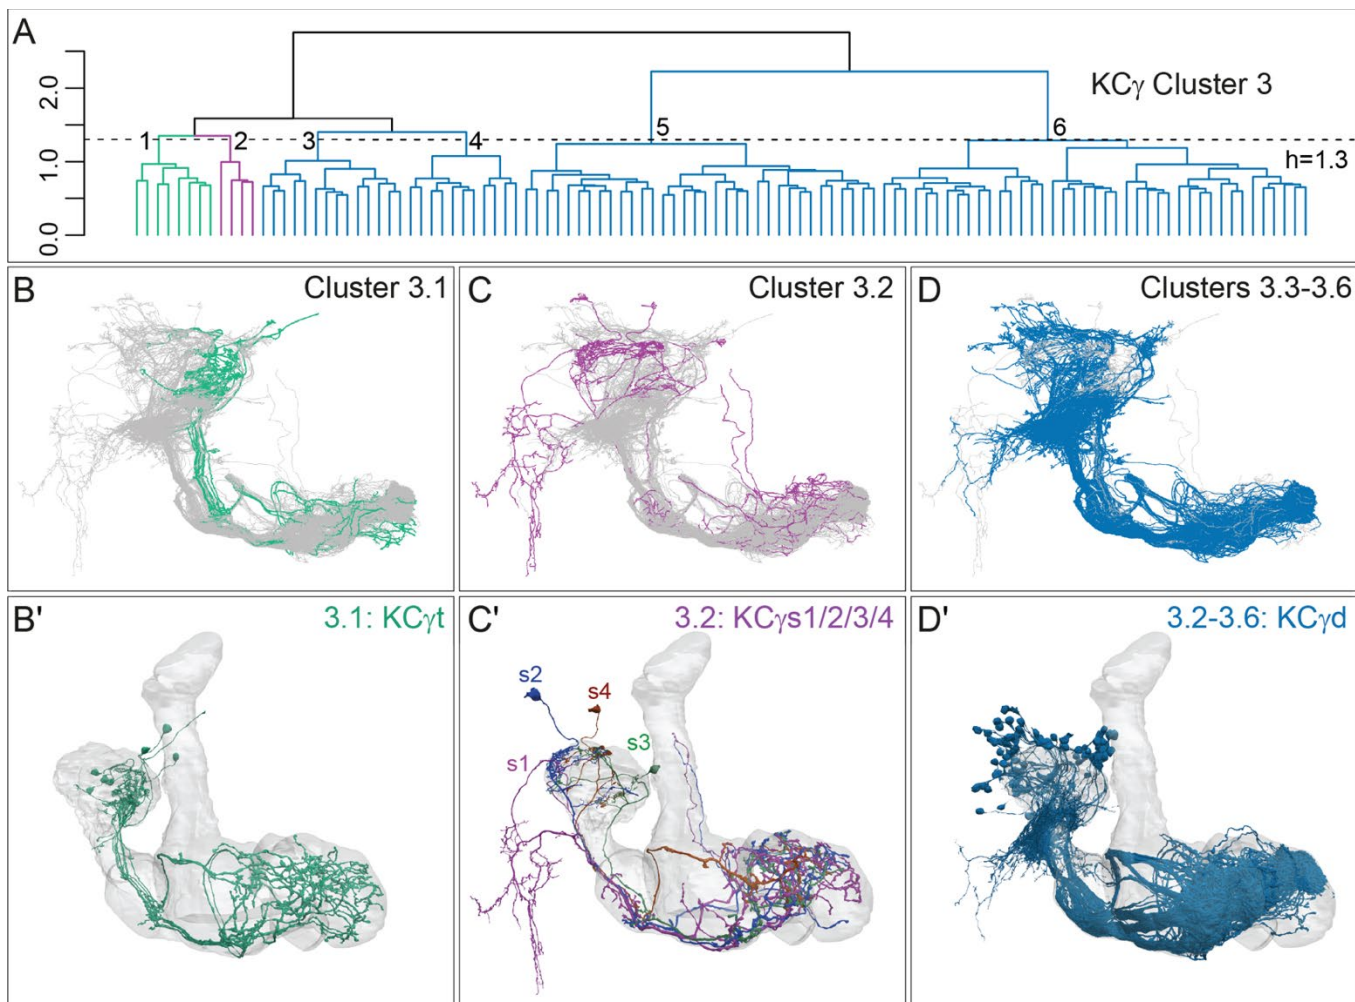 A
KCγ Cluster 3
2.0
1.0
0.0
1
2
3
4
5
6
h=1.3
B
Cluster 3.1
C
Cluster 3.2
D
Clusters 3.3-3.6
B'
3.1: KCγt
C'
3.2: KCγs1/2/3/4
s2
s4
s1
s3
D'
3.2-3.6: KCγd